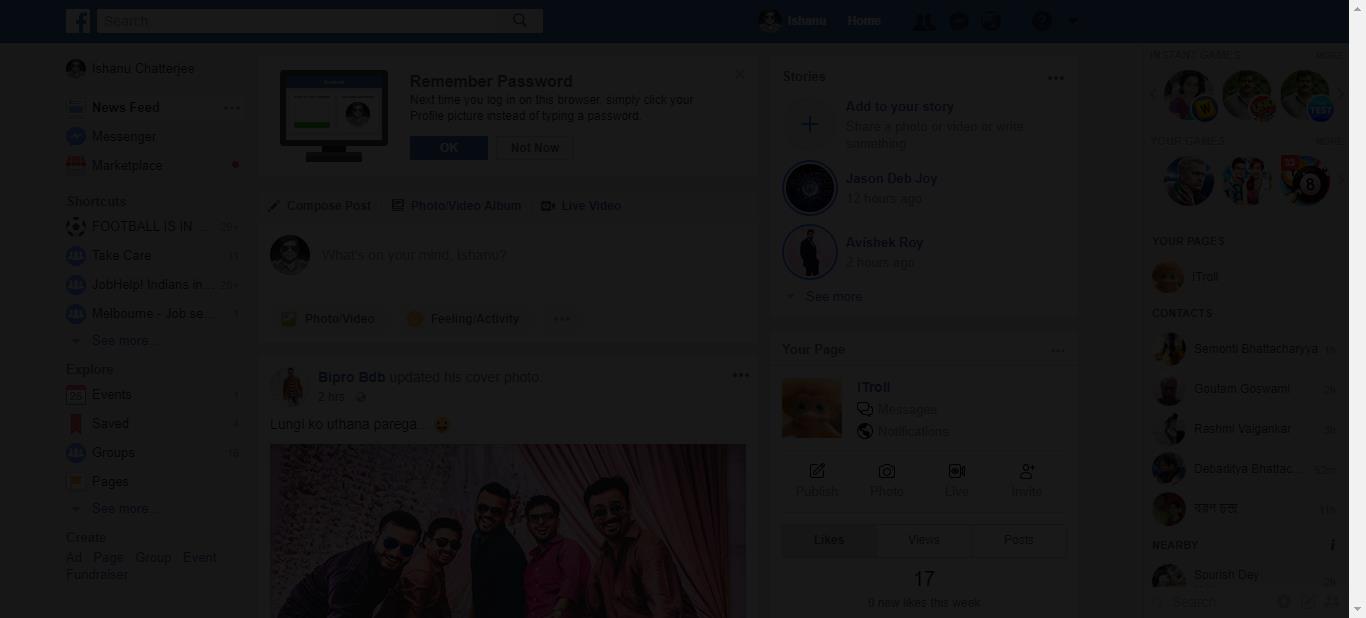 Search
Ishanu
Home
Ishanu Chatterjee
News Feed
Messenger
Marketplace
Shortcuts
FOOTBALL IS IN ... 29+
Take Care 11
JobHelp! Indians in... 20+
Melbourne - Job se... 1
See more...
Explore
Events 1
Saved 4
Groups 16
Pages
See more...
Create
Ad Page Group Event
Fundraiser
Remember Password
Next time you log in on this browser, simply click your
Profile picture instead of typing a password.
OK Not Now
Compose Post Photo/Video Album Live Video
What's on your mind, Ishanu?
Photo/Video Feeling/Activity
Bipro Bdb updated his cover photo.
2 hrs
Lungi ko uthana parega...
Stories
Add to your story
Share a photo or video or write
something
Jason Deb Joy
12 hours ago
Avishek Roy
2 hours ago
See more
Your Page
ITroll
Messages
Notifications
Publish Photo Live Invite
Likes Views Posts
17
0 new likes this week
INSTANT GAMES MORE
W TEST
YOUR GAMES MORE
8
YOUR PAGES
ITroll
CONTACTS
Semonti Bhattacharyya 1h
Goutam Goswami 2h
Rashmi Vaigankar 3h
Debaditya Bhattac... 52m
বরুণ চন্দ্র 11h
NEARBY
Spurish Dey 2h
Search